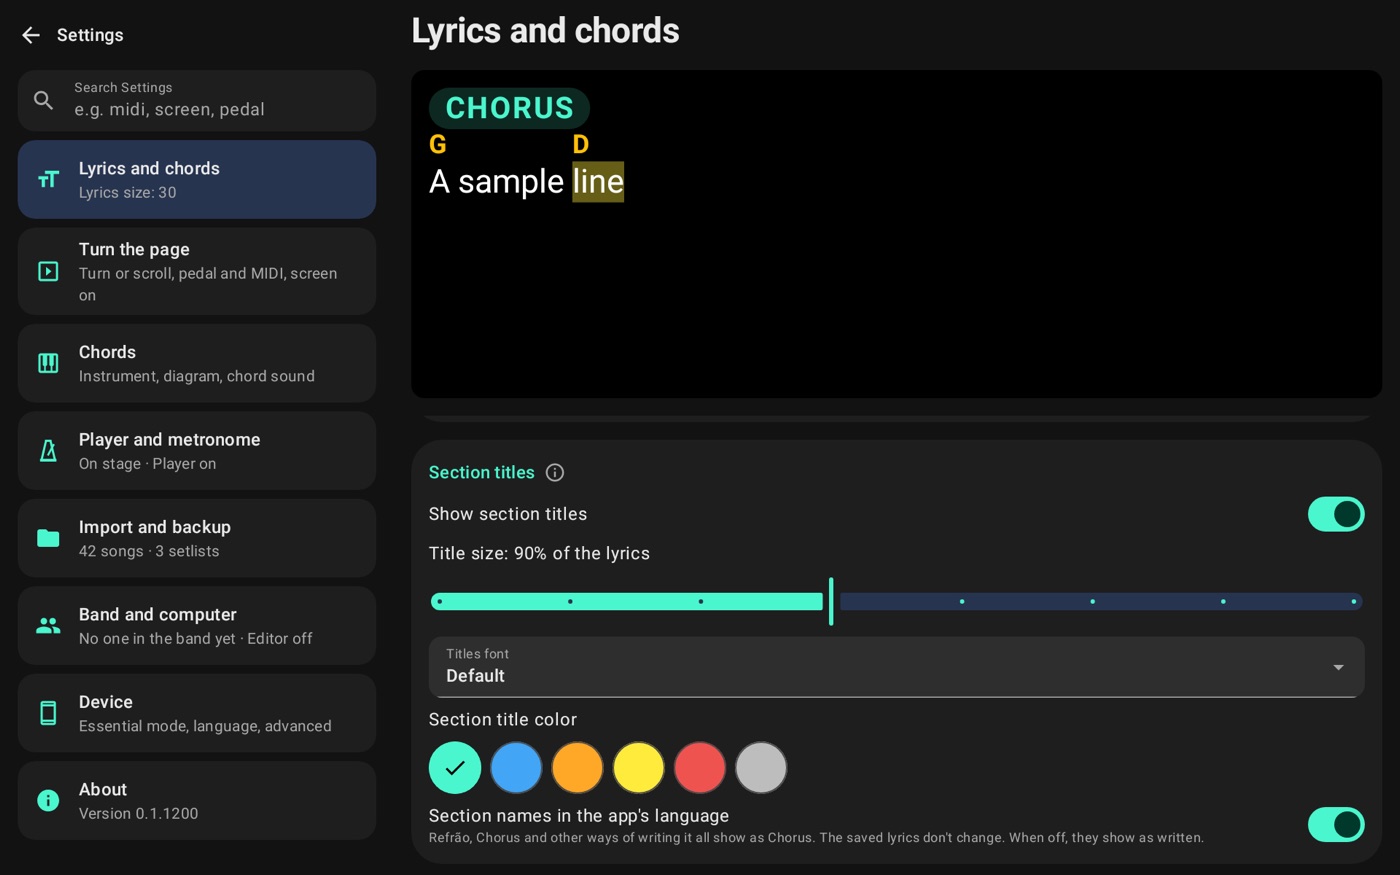 Settings
Search Settings
e.g. midi, screen, pedal
Lyrics and chords
Lyrics size: 30
Turn the page
Turn or scroll, pedal and MIDI, screen
on
Chords
Instrument, diagram, chord sound
Player and metronome
On stage · Player on
Import and backup
42 songs · 3 setlists
Band and computer
No one in the band yet · Editor off
Device
Essential mode, language, advanced
About
Version 0.1.1200
Lyrics and chords
CHORUS
G D
A sample line
Section titles
Show section titles
Title size: 90% of the lyrics
Titles font
Default
Section title color
Section names in the app's language
Refrão, Chorus and other ways of writing it all show as Chorus. The saved lyrics don't change. When off, they show as written.